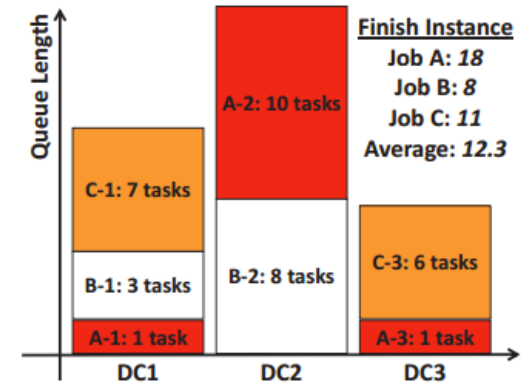 Queue Length
Finish Instance
Job A: 18
Job B: 8
Job C: 11
Average: 12.3
A-2: 10 tasks
C-1: 7 tasks
B-1: 3 tasks
B-2: 8 tasks
C-3: 6 tasks
A-1: 1 task
A-3: 1 task
DC1
DC2
DC3